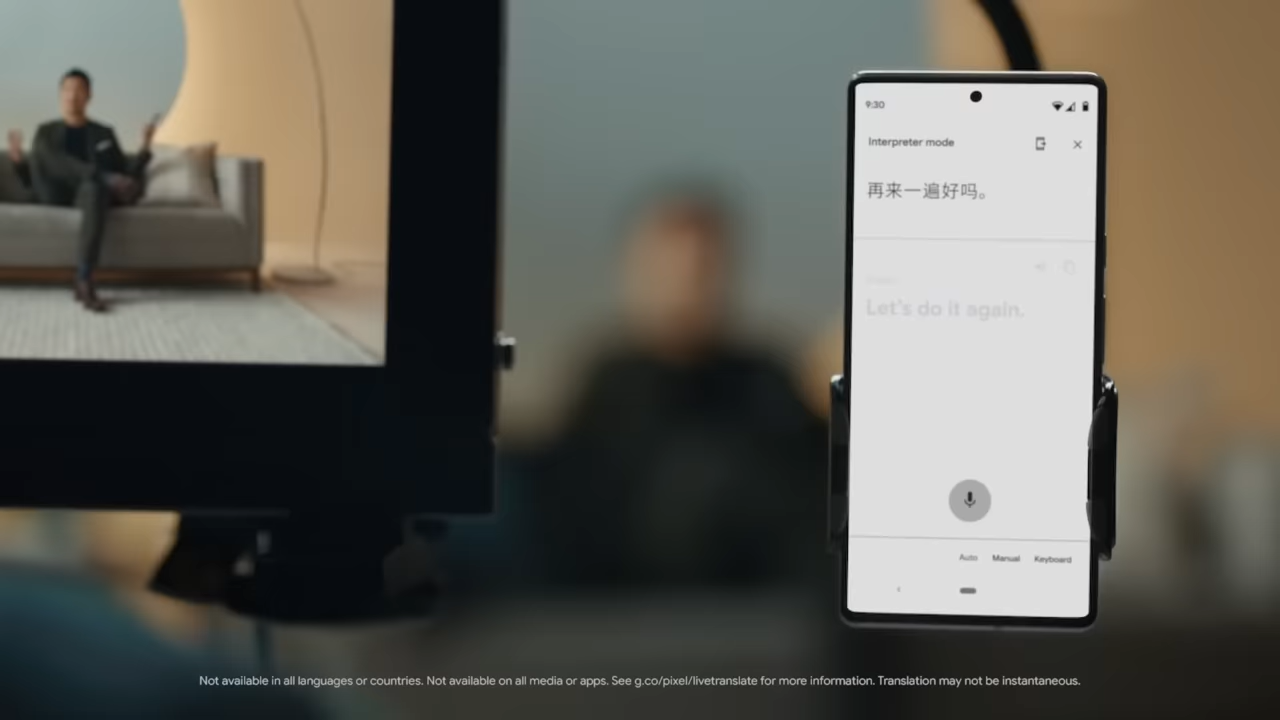 9:30
Interpreter mode
再来一遍好吗。
Let's do it again.
Auto Manual Keyboard
Not available in all languages or countries. Not available on all media or apps. See g.co/pixel/livetranslate for more information. Translation may not be instantaneous.